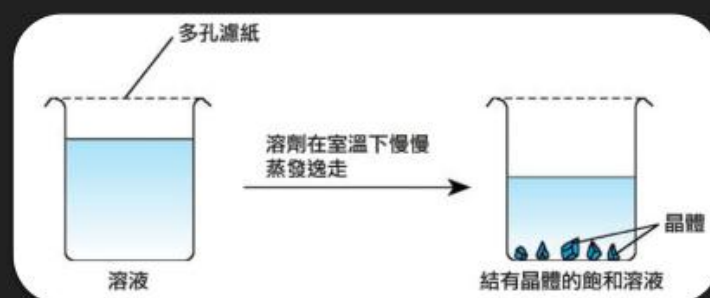 多孔濾紙
溶劑在室溫下慢慢
蒸發逸走
晶體
溶液
結有晶體的飽和溶液